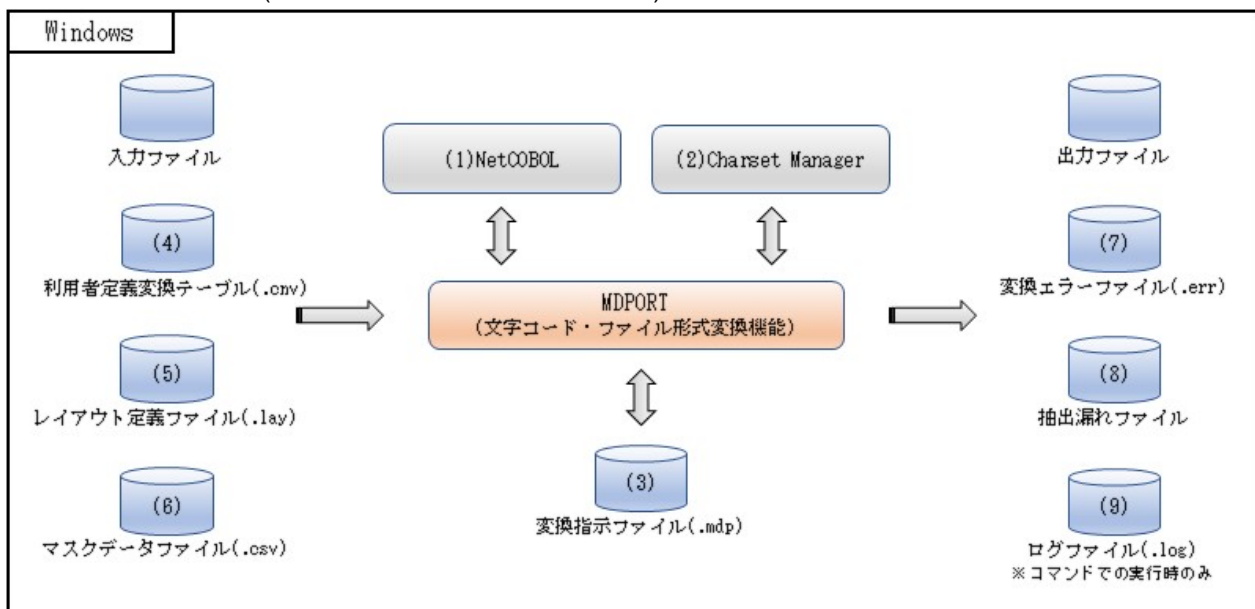 Windows
入力ファイル
(4)
利用者定義変換テーブル(.cnv)
(5)
レイアウト定義ファイル(.lay)
(6)
マスクデータファイル(.csv)
(1)NetCOBOL
(2)Charset Manager
MDPORT
(文字コード・ファイル形式変換機能)
(3)
変換指示ファイル(.mdp)
出力ファイル
(7)
変換エラーファイル(.err)
(8)
抽出漏れファイル
(9)
ログファイル(.log)
※コマンドでの実行時のみ